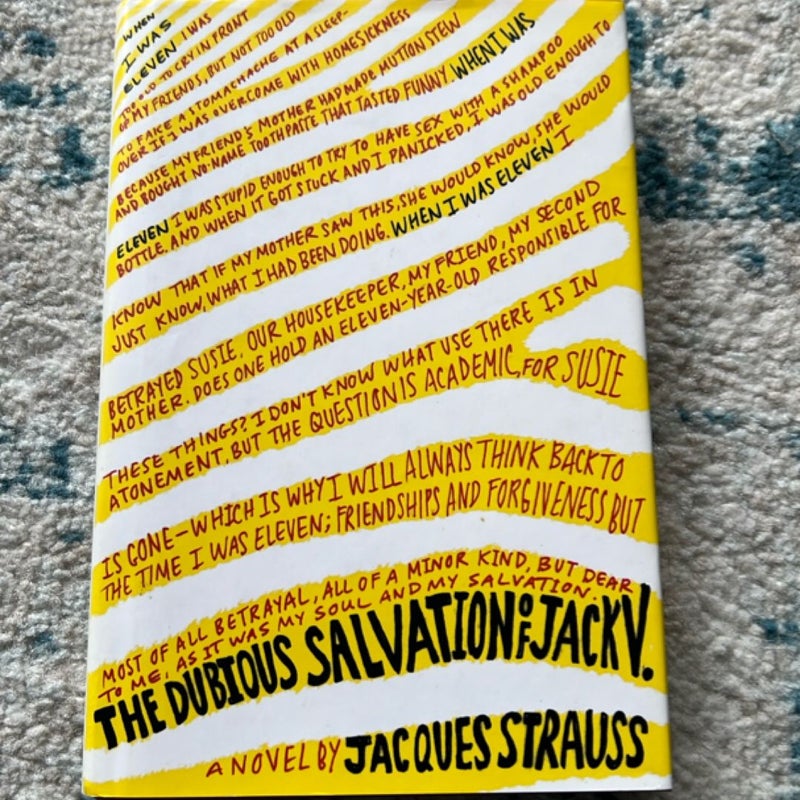 WHEN
I WAS
ELEVEN I WAS
TOO OLD TO CRY IN FRONT
OF MY FRIENDS, BUT NOT TOO OLD
TO FAKE A STOMACHACHE AT A SLEEP-
OVER IF I WAS OVERCOME WITH HOMESICKNESS
BECAUSE MY FRIEND'S MOTHER HAD MADE MUTTON STEW
AND BOUGHT NO-NAME TOOTHPASTE THAT TASTED FUNNY. WHEN I WAS
ELEVEN I WAS STUPID ENOUGH TO TRY TO HAVE SEX WITH A SHAMPOO
BOTTLE. AND WHEN IT GOT STUCK AND I PANICKED, I WAS OLD ENOUGH TO
KNOW THAT IF MY MOTHER SAW THIS, SHE WOULD KNOW, SHE WOULD
JUST KNOW, WHAT I HAD BEEN DOING. WHEN I WAS ELEVEN I
BETRAYED SUSIE, OUR HOUSEKEEPER, MY FRIEND, MY SECOND
MOTHER. DOES ONE HOLD AN ELEVEN-YEAR-OLD RESPONSIBLE FOR
THESE THINGS? I DON'T KNOW WHAT USE THERE IS IN
ATONEMENT, BUT THE QUESTION IS ACADEMIC, FOR SUSIE
IS GONE—WHICH IS WHY I WILL ALWAYS THINK BACK TO
THE TIME I WAS ELEVEN; FRIENDSHIPS AND FORGIVENESS BUT
MOST OF ALL BETRAYAL, ALL OF A MINOR KIND, BUT DEAR
TO ME, AS IT WAS MY SOUL AND MY SALVATION.
THE DUBIOUS SALVATION OF JACK V.
A NOVEL BY JACQUES STRAUSS